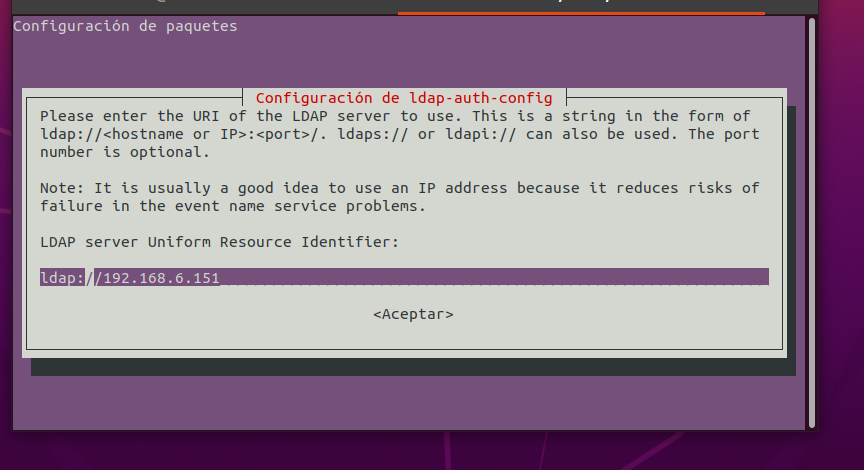 Configuración de paquetes
Configuración de ldap-auth-config
Please enter the URI of the LDAP server to use. This is a string in the form of
ldap://<hostname or IP>:<port>/. ldaps:// or ldapi:// can also be used. The port
number is optional.
Note: It is usually a good idea to use an IP address because it reduces risks of
failure in the event name service problems.
LDAP server Uniform Resource Identifier:
ldap://192.168.6.151
<Aceptar>